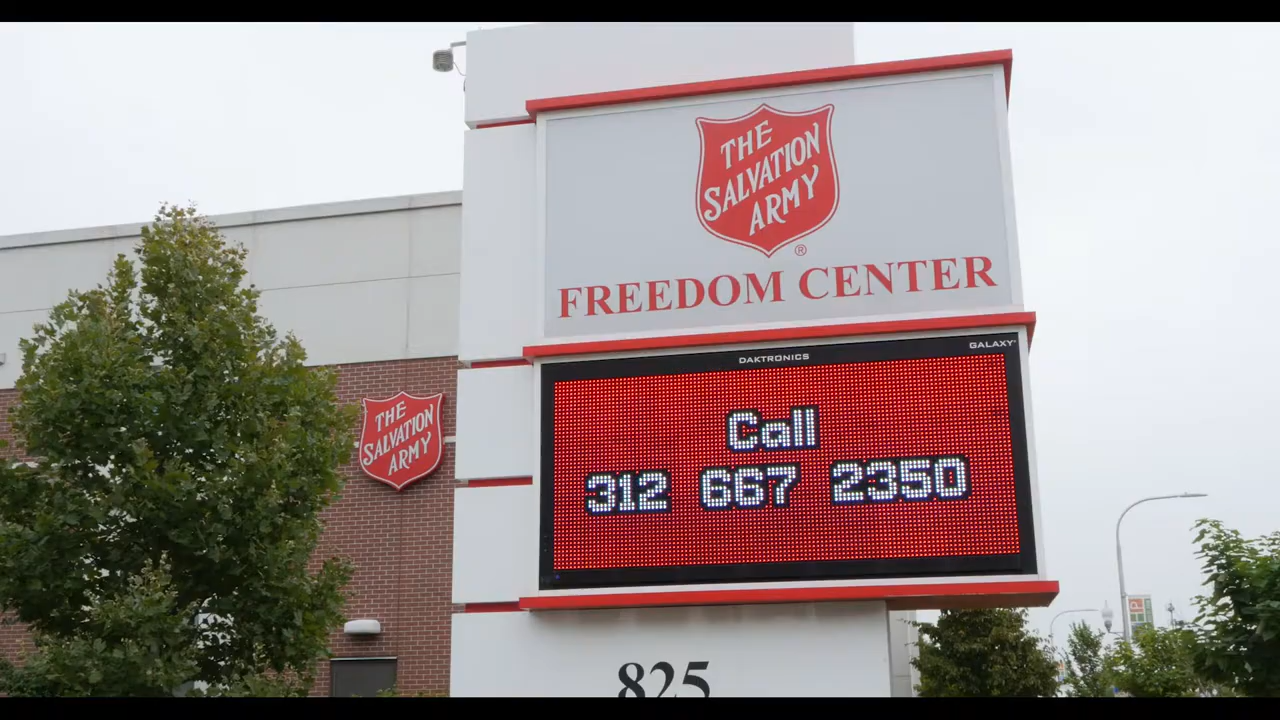 THE
SALVATION
ARMY
®
FREEDOM CENTER
DAKTRONICS
GALAXY
Call
312 667 2350
THE
SALVATION
ARMY
825